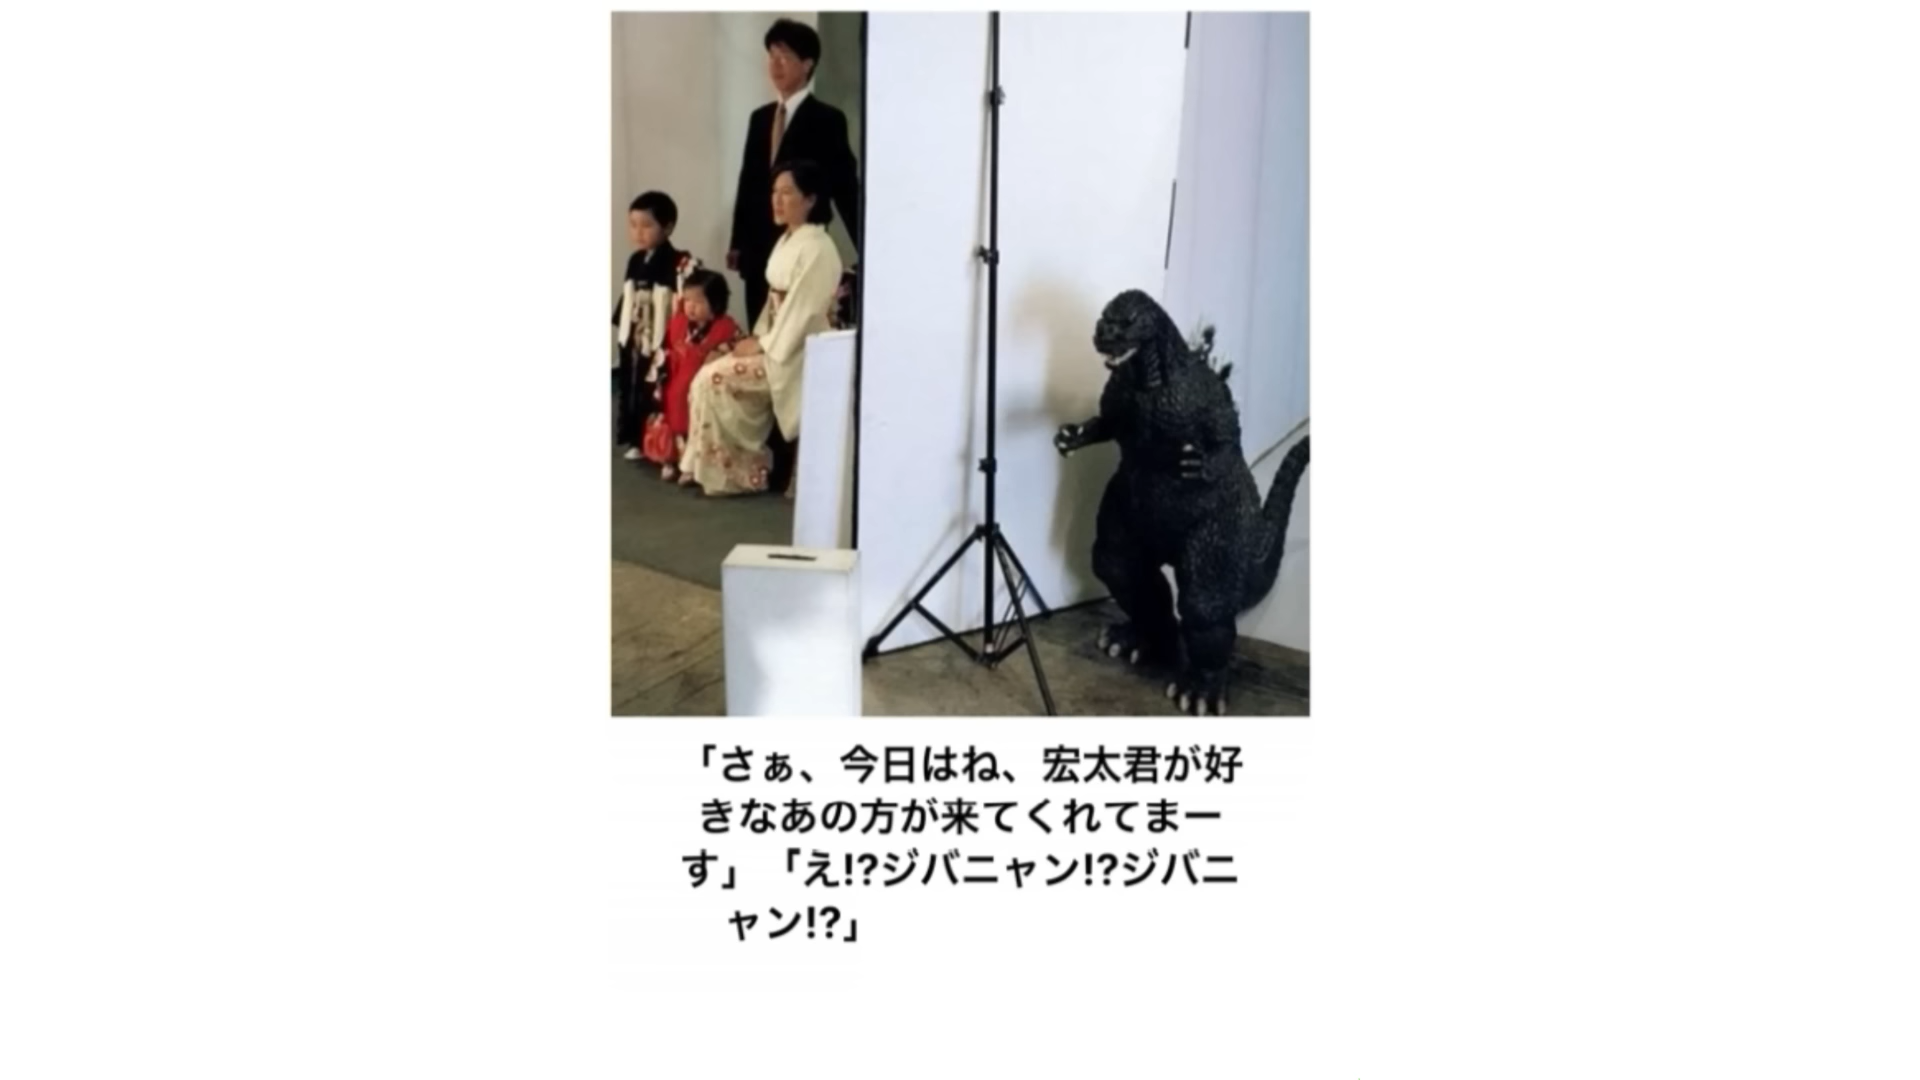 「さぁ、今日はね、宏太君が好
きなあの方が来てくれてまー
す」「え!?ジバニャン!?ジバニ
ャン!?」